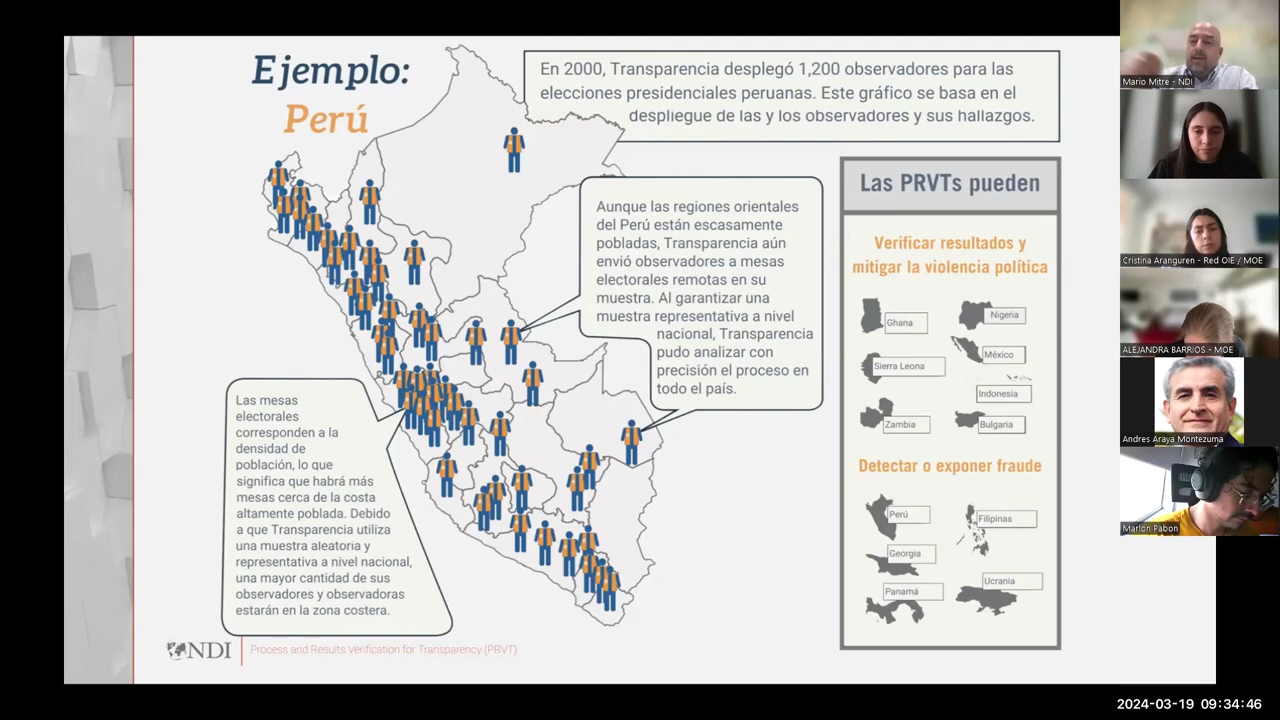 Ejemplo:
Perú
En 2000, Transparencia desplegó 1,200 observadores para las
elecciones presidenciales peruanas. Este gráfico se basa en el
despliegue de las y los observadores y sus hallazgos.
Aunque las regiones orientales
del Perú están escasamente
pobladas, Transparencia aún
envió observadores a mesas
electorales remotas en su
muestra. Al garantizar una
muestra representativa a nivel
nacional, Transparencia
pudo analizar con
precisión el proceso en
todo el país.
Las mesas
electorales
corresponden a la
densidad de
población, lo que
significa que habrá más
mesas cerca de la costa
altamente poblada. Debido
a que Transparencia utiliza
una muestra aleatoria y
representativa a nivel nacional,
una mayor cantidad de sus
observadores y observadoras
estarán en la zona costera.
Las PRVTs pueden
Verificar resultados y
mitigar la violencia política
Ghana
Nigeria
Sierra Leona
México
Indonesia
Zambia
Bulgaria
Detectar o exponer fraude
Perú
Filipinas
Georgia
Panamá
Ucrania
NDI
Process and Results Verification for Transparency (PRVT)
Mario Mitre - NDI
Cristina Aranguren - Red OIE / MOE
ALEJANDRA BARRIOS - MOE
Andres Araya Montezuma
Marlon Pabon
2024-03-19 09:34:46